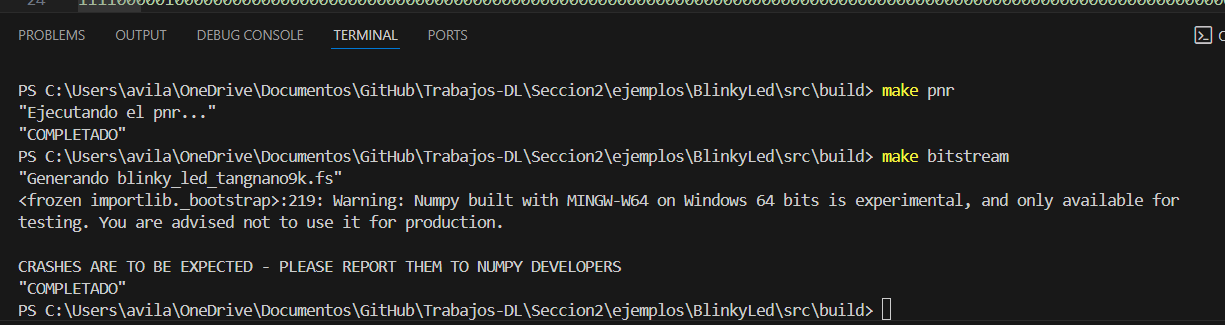 24
PROBLEMS OUTPUT DEBUG CONSOLE TERMINAL PORTS
PS C:\Users\avila\OneDrive\Documentos\GitHub\Trabajos-DL\Seccion2\ejemplos\BlinkyLed\src\build> make pnr
"Ejecutando el pnr..."
"COMPLETADO"
PS C:\Users\avila\OneDrive\Documentos\GitHub\Trabajos-DL\Seccion2\ejemplos\BlinkyLed\src\build> make bitstream
"Generando blinky_led_tangnano9k.fs"
<frozen importlib._bootstrap>:219: Warning: Numpy built with MINGW-W64 on Windows 64 bits is experimental, and only available for
testing. You are advised not to use it for production.
CRASHES ARE TO BE EXPECTED - PLEASE REPORT THEM TO NUMPY DEVELOPERS
"COMPLETADO"
PS C:\Users\avila\OneDrive\Documentos\GitHub\Trabajos-DL\Seccion2\ejemplos\BlinkyLed\src\build>